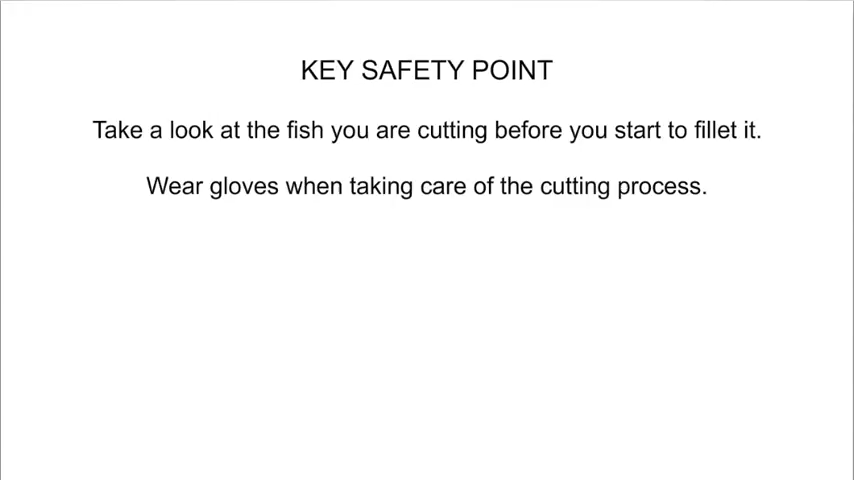 KEY SAFETY POINT
Take a look at the fish you are cutting before you start to fillet it.
Wear gloves when taking care of the cutting process.